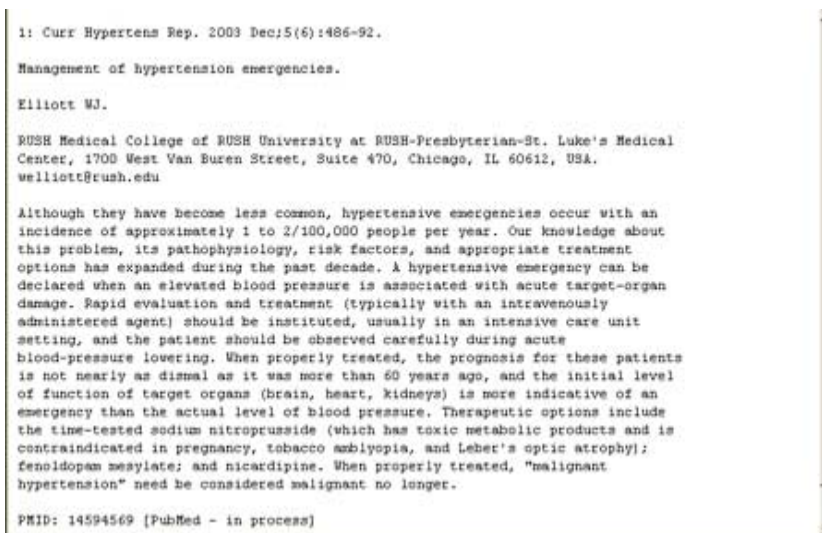 1: Curr Hypertens Rep. 2003 Dec;5(6):486-92.
Management of hypertension emergencies.
Elliott WJ.
RUSH Medical College of RUSH University at RUSH-Presbyterian-St. Luke's Medical
Center, 1700 West Van Buren Street, Suite 470, Chicago, IL 60612, USA.
welliott@rush.edu
Although they have become less common, hypertensive emergencies occur with an
incidence of approximately 1 to 2/100,000 people per year. Our knowledge about
this problem, its pathophysiology, risk factors, and appropriate treatment
options has expanded during the past decade. A hypertensive emergency can be
declared when an elevated blood pressure is associated with acute target-organ
damage. Rapid evaluation and treatment (typically with an intravenously
administered agent) should be instituted, usually in an intensive care unit
setting, and the patient should be observed carefully during acute
blood-pressure lowering. When properly treated, the prognosis for these patients
is not nearly as dismal as it was more than 60 years ago, and the initial level
of function of target organs (brain, heart, kidneys) is more indicative of an
emergency than the actual level of blood pressure. Therapeutic options include
the time-tested sodium nitroprusside (which has toxic metabolic products and is
contraindicated in pregnancy, tobacco amblyopia, and Leber's optic atrophy);
fenoldopam mesylate; and nicardipine. When properly treated, "malignant
hypertension" need be considered malignant no longer.
PMID: 14594569 [PubMed - in process]